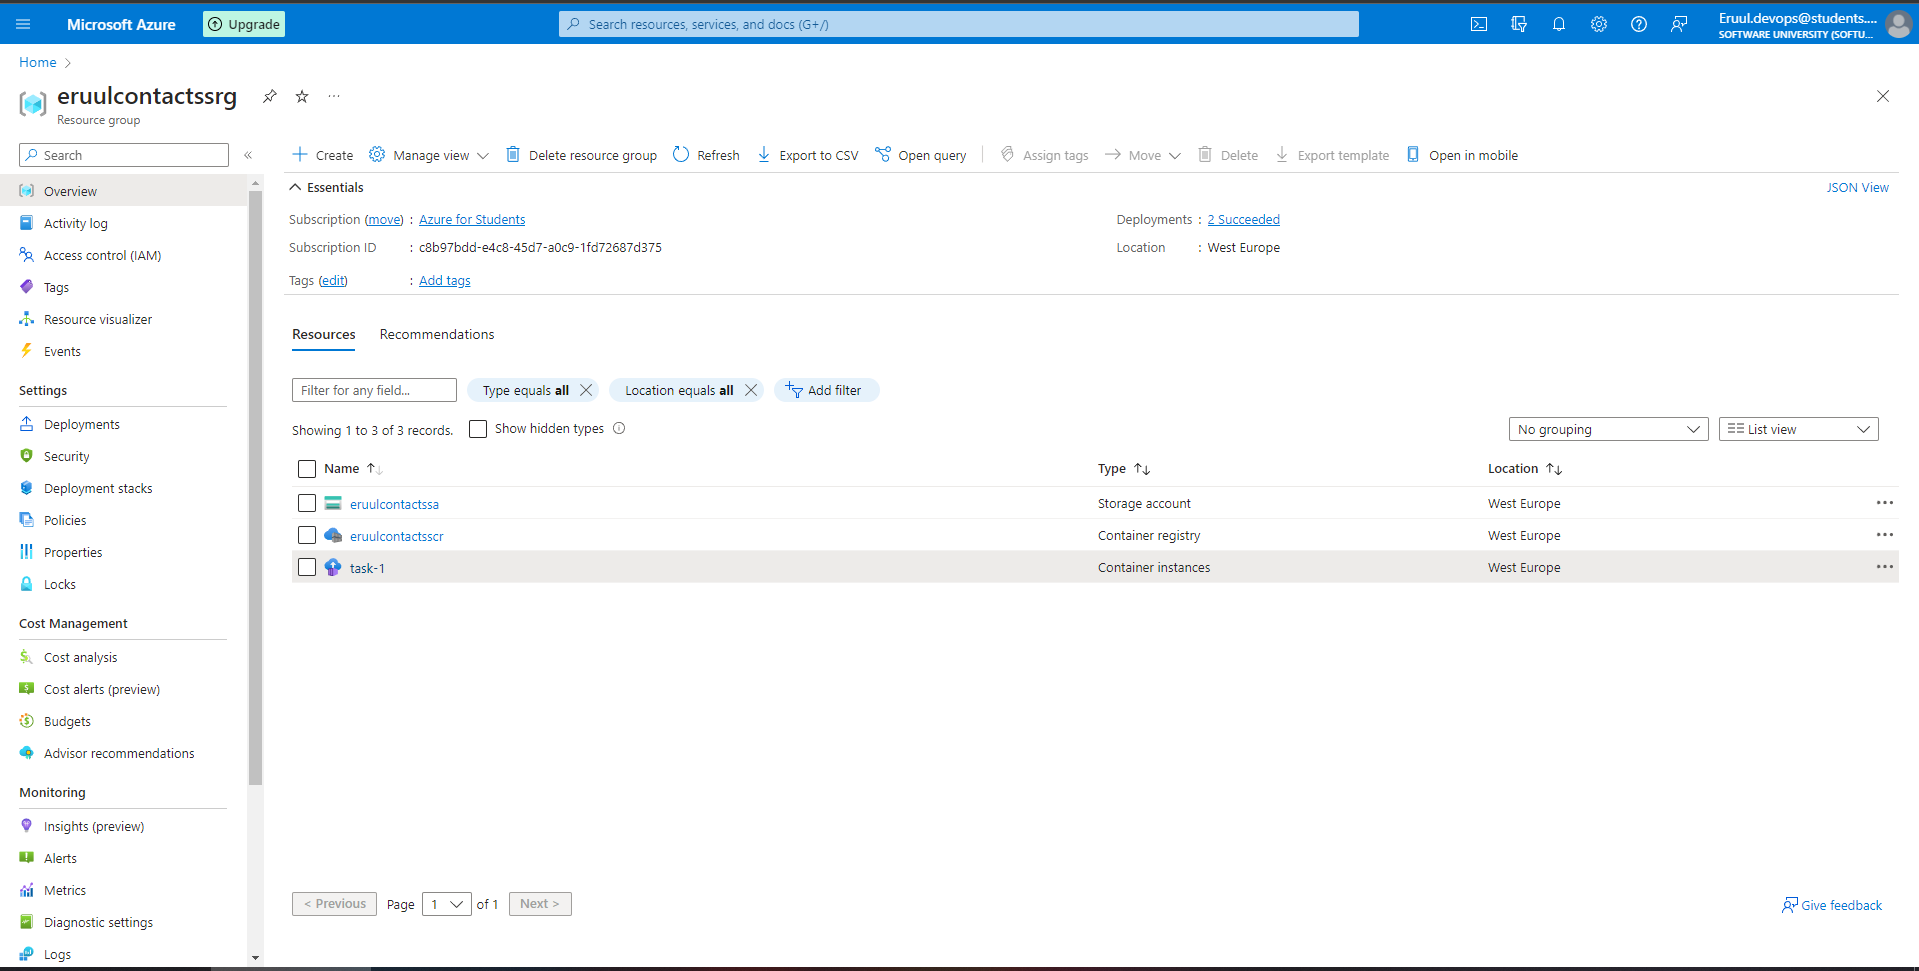 Microsoft Azure
Upgrade
Search resources, services, and docs (G+/)
Eruul.devops@students....
SOFTWARE UNIVERSITY (SOFTU...
Home
eruulcontactssrg
Resource group
Search
Overview
Activity log
Access control (IAM)
Tags
Resource visualizer
Events
Settings
Deployments
Security
Deployment stacks
Policies
Properties
Locks
Cost Management
Cost analysis
Cost alerts (preview)
Budgets
Advisor recommendations
Monitoring
Insights (preview)
Alerts
Metrics
Diagnostic settings
Logs
Create Manage view Delete resource group Refresh Export to CSV Open query Assign tags Move Delete Export template Open in mobile
Essentials
JSON View
Subscription (move) : Azure for Students
Subscription ID : c8b97bdd-e4c8-45d7-a0c9-1fd72687d375
Tags (edit) : Add tags
Deployments : 2 Succeeded
Location : West Europe
Resources Recommendations
Filter for any field... Type equals all Location equals all Add filter
Showing 1 to 3 of 3 records. Show hidden types
No grouping List view
Name Type Location
eruulcontactssa Storage account West Europe
eruulcontactsscr Container registry West Europe
task-1 Container instances West Europe
< Previous Page 1 of 1 Next >
Give feedback